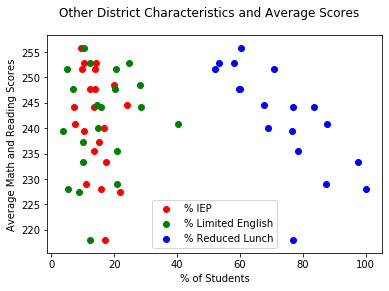 Other District Characteristics and Average Scores
Average Math and Reading Scores
255
250
245
240
235
230
225
220
% IEP
% Limited English
% Reduced Lunch
0
20
40
60
80
100
% of Students